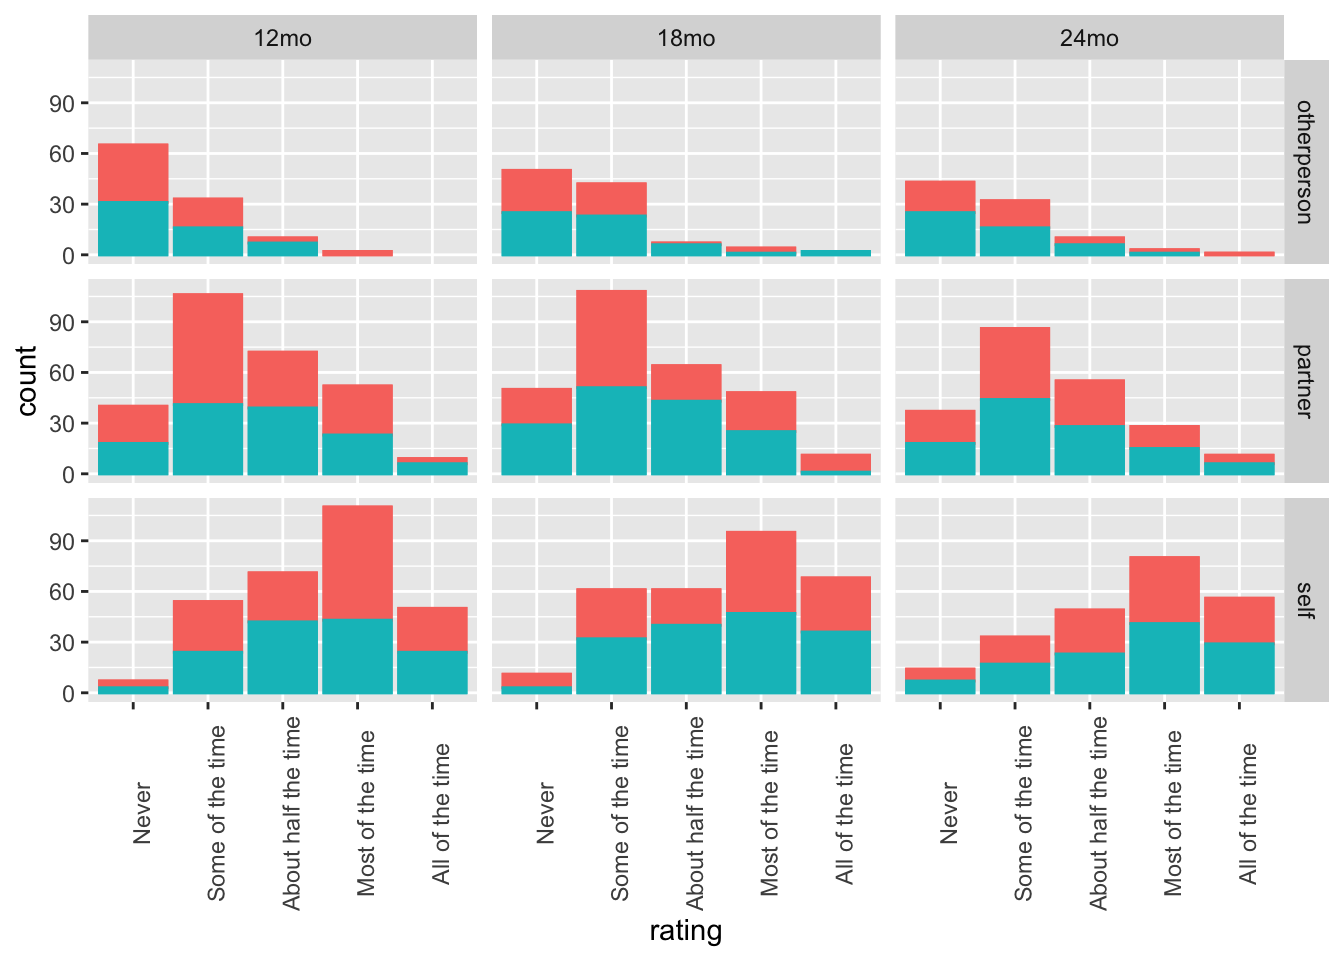 12mo
18mo
24mo
90
60
30
0
otherperson
count
90
60
30
0
partner
90
60
30
0
self
Never
Some of the time
About half the time
Most of the time
All of the time
Never
Some of the time
About half the time
Most of the time
All of the time
Never
Some of the time
About half the time
Most of the time
All of the time
rating